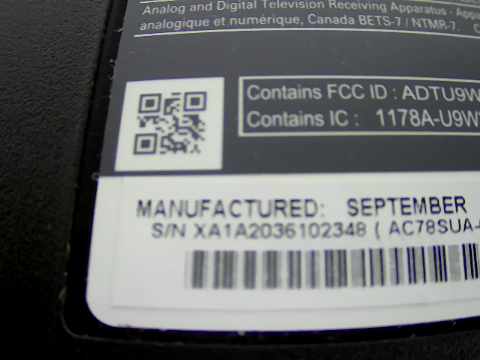 Analog and Digital Television Receiving Apparatus - Appa
analogique et numérique, Canada BETS-7 / NTMR-7. C
Contains FCC ID : ADTU9W
Contains IC : 1178A-U9W
MANUFACTURED: SEPTEMBER
S/N XA1A2036102348 ( AC78SUA-